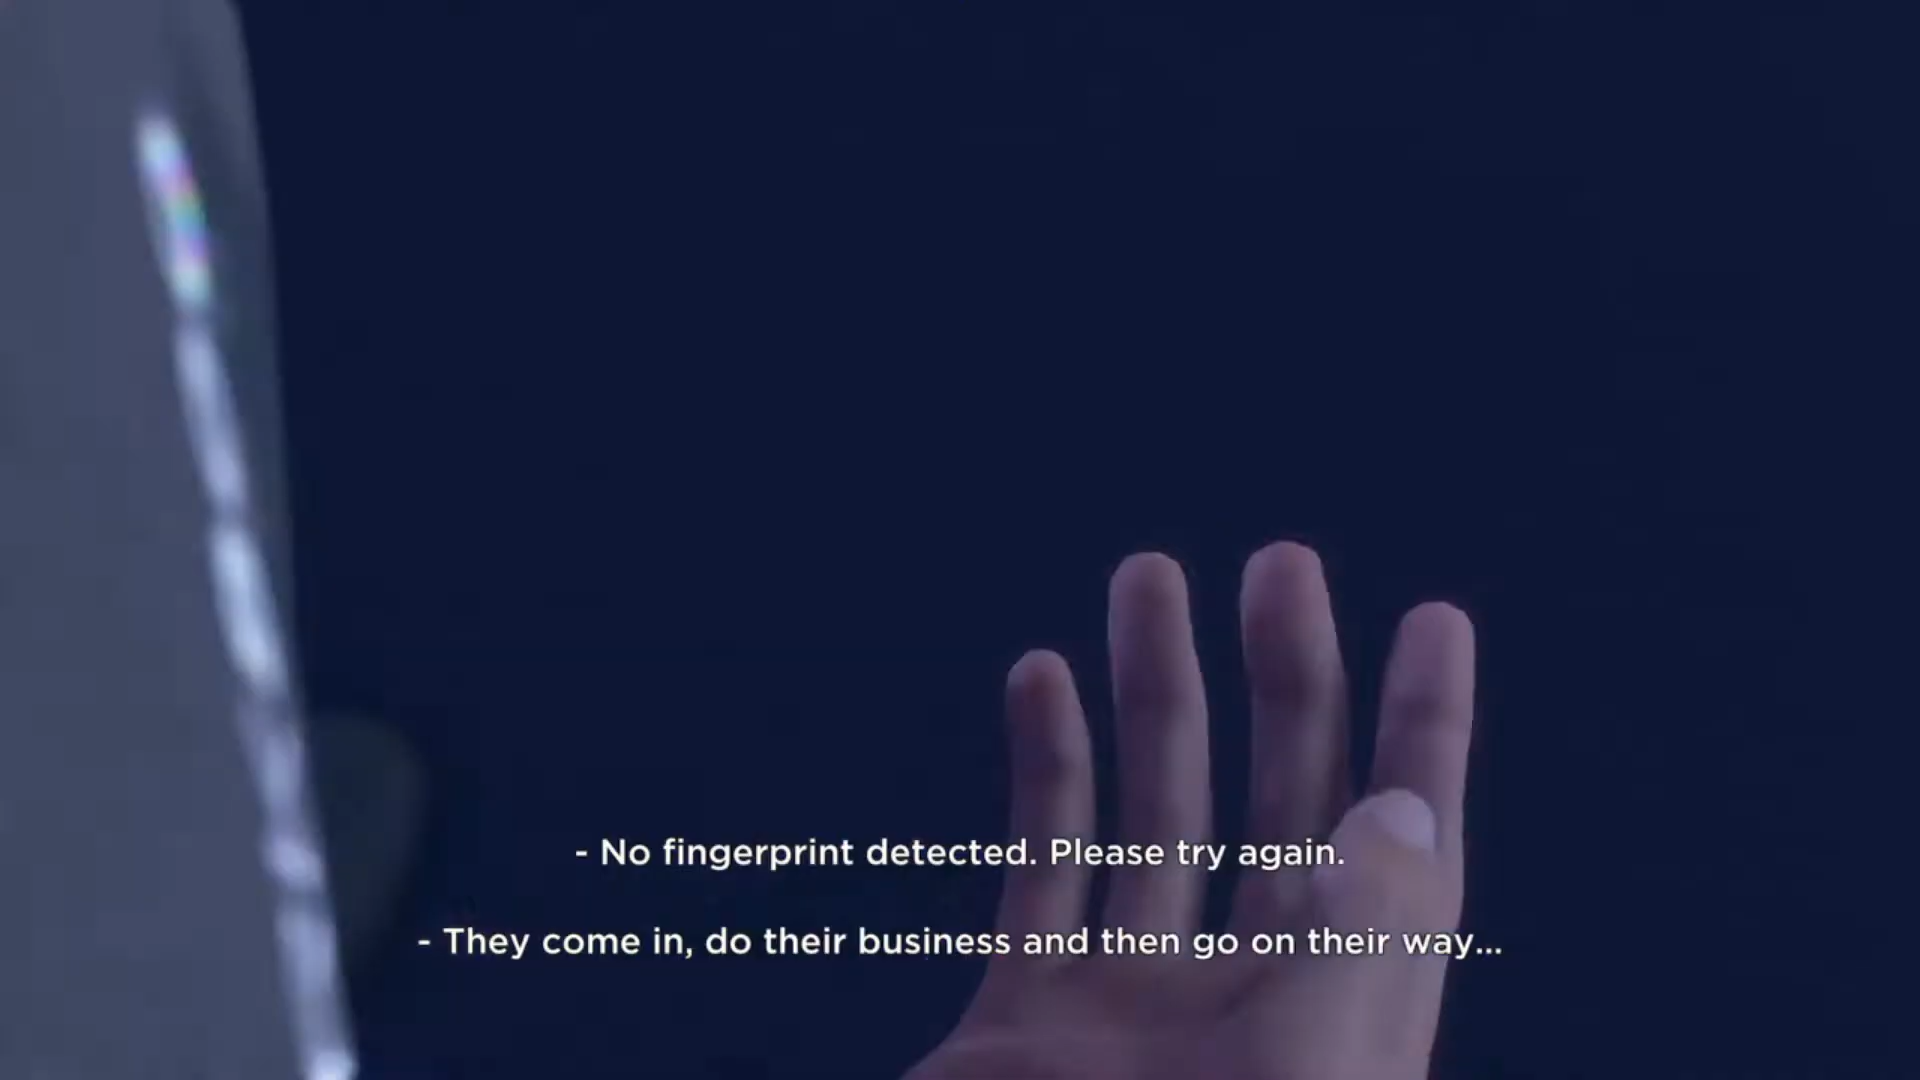 - No fingerprint detected. Please try again.
- They come in, do their business and then go on their way...